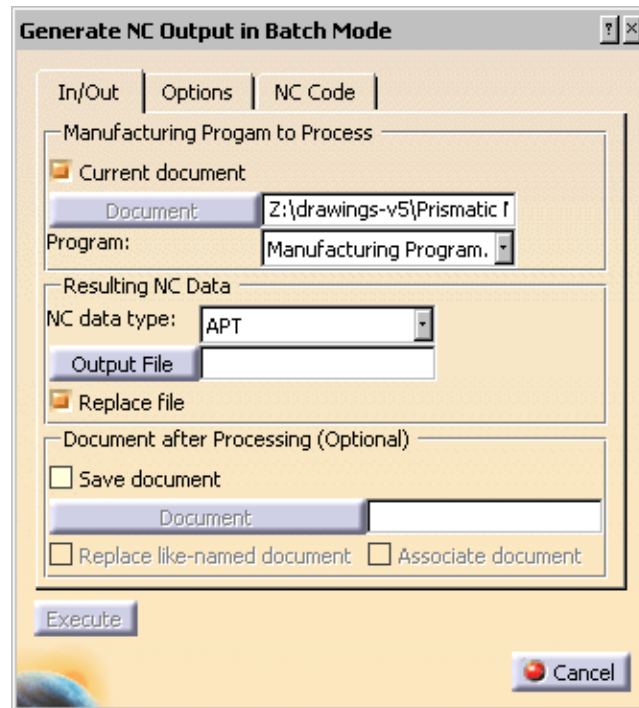 Generate NC Output in Batch Mode ? ×
In/Out Options NC Code
Manufacturing Progam to Process
Current document
Document Z:\drawings-v5\Prismatic
Program: Manufacturing Program.
Resulting NC Data
NC data type: APT
Output File
Replace file
Document after Processing (Optional)
Save document
Document
Replace like-named document Associate document
Execute
Cancel